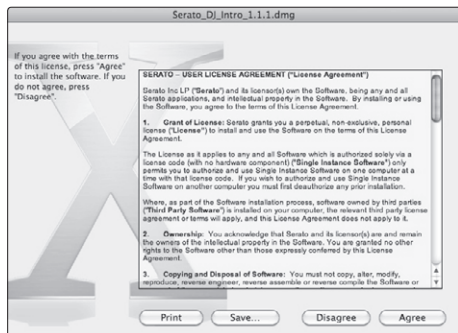 Serato_DJ_Intro_1.1.1.dmg
If you agree with the terms
of this license, press "Agree"
to install the software. If you
do not agree, press
"Disagree".
SERATO – USER LICENSE AGREEMENT ("License Agreement")
Serato Inc LP ("Serato") and its licensor(s) own the Software, being any and all
Serato applications, and intellectual property in the Software. By installing or using
the Software, you agree to the terms of this License Agreement.
1. Grant of License: Serato grants you a perpetual, non-exclusive, personal
license ("License") to install and use the Software on the terms of this License
Agreement.
The License as it applies to any and all Software which is authorized solely via a
license code (with no hardware component) ("Single Instance Software") only
permits you to authorize and use Single Instance Software on one computer at a
time with that license code. If you wish to authorize and use Single Instance
Software on another computer you must first deauthorize any prior installation.
Where, as part of the Software installation process, software owned by third parties
("Third Party Software") is installed on your computer, the relevant third party license
agreement or terms will apply, and this License Agreement does not apply to it.
2. Ownership: You acknowledge that Serato and its licensor(s) are and remain
the owners of the intellectual property in the Software. You are granted no other
rights to the Software other than those expressly conferred by this License
Agreement.
3. Copying and Disposal of Software: You must not copy, alter, modify,
reproduce, reverse engineer, reverse assemble or reverse compile the Software or
Print Save... Disagree Agree